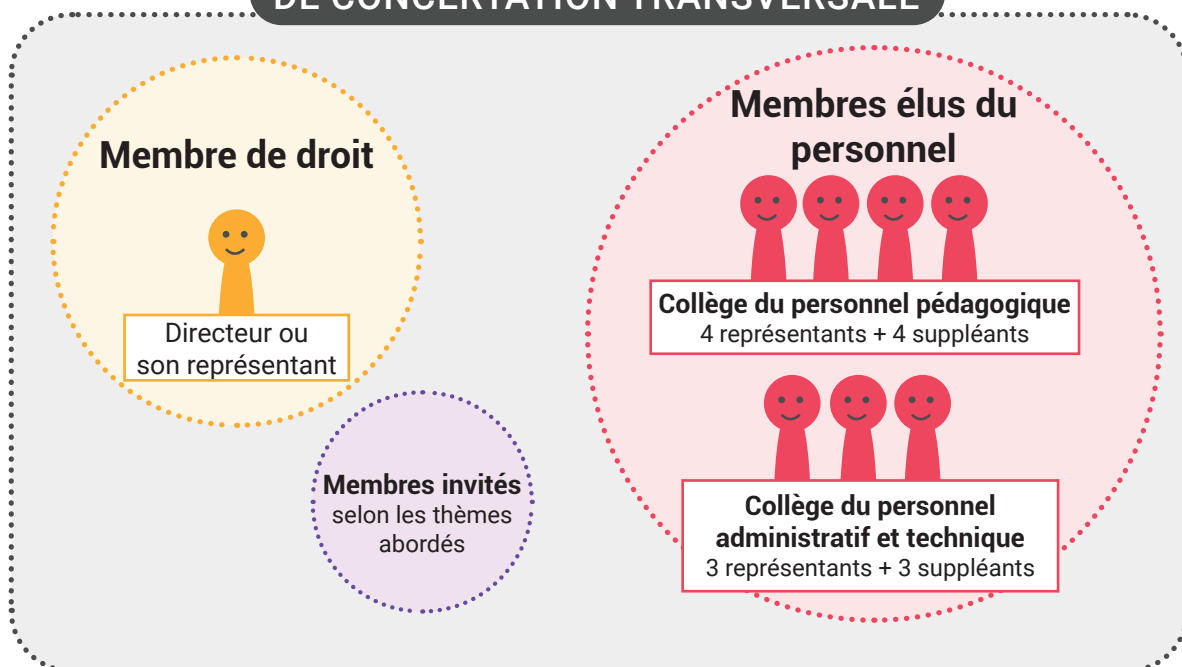 DE CONCERTATION TRANSVERSALE
Membre de droit
Directeur ou
son représentant
Membres invités
selon les thèmes
abordés
Membres élus du
personnel
Collège du personnel pédagogique
4 représentants + 4 suppléants
Collège du personnel
administratif et technique
3 représentants + 3 suppléants